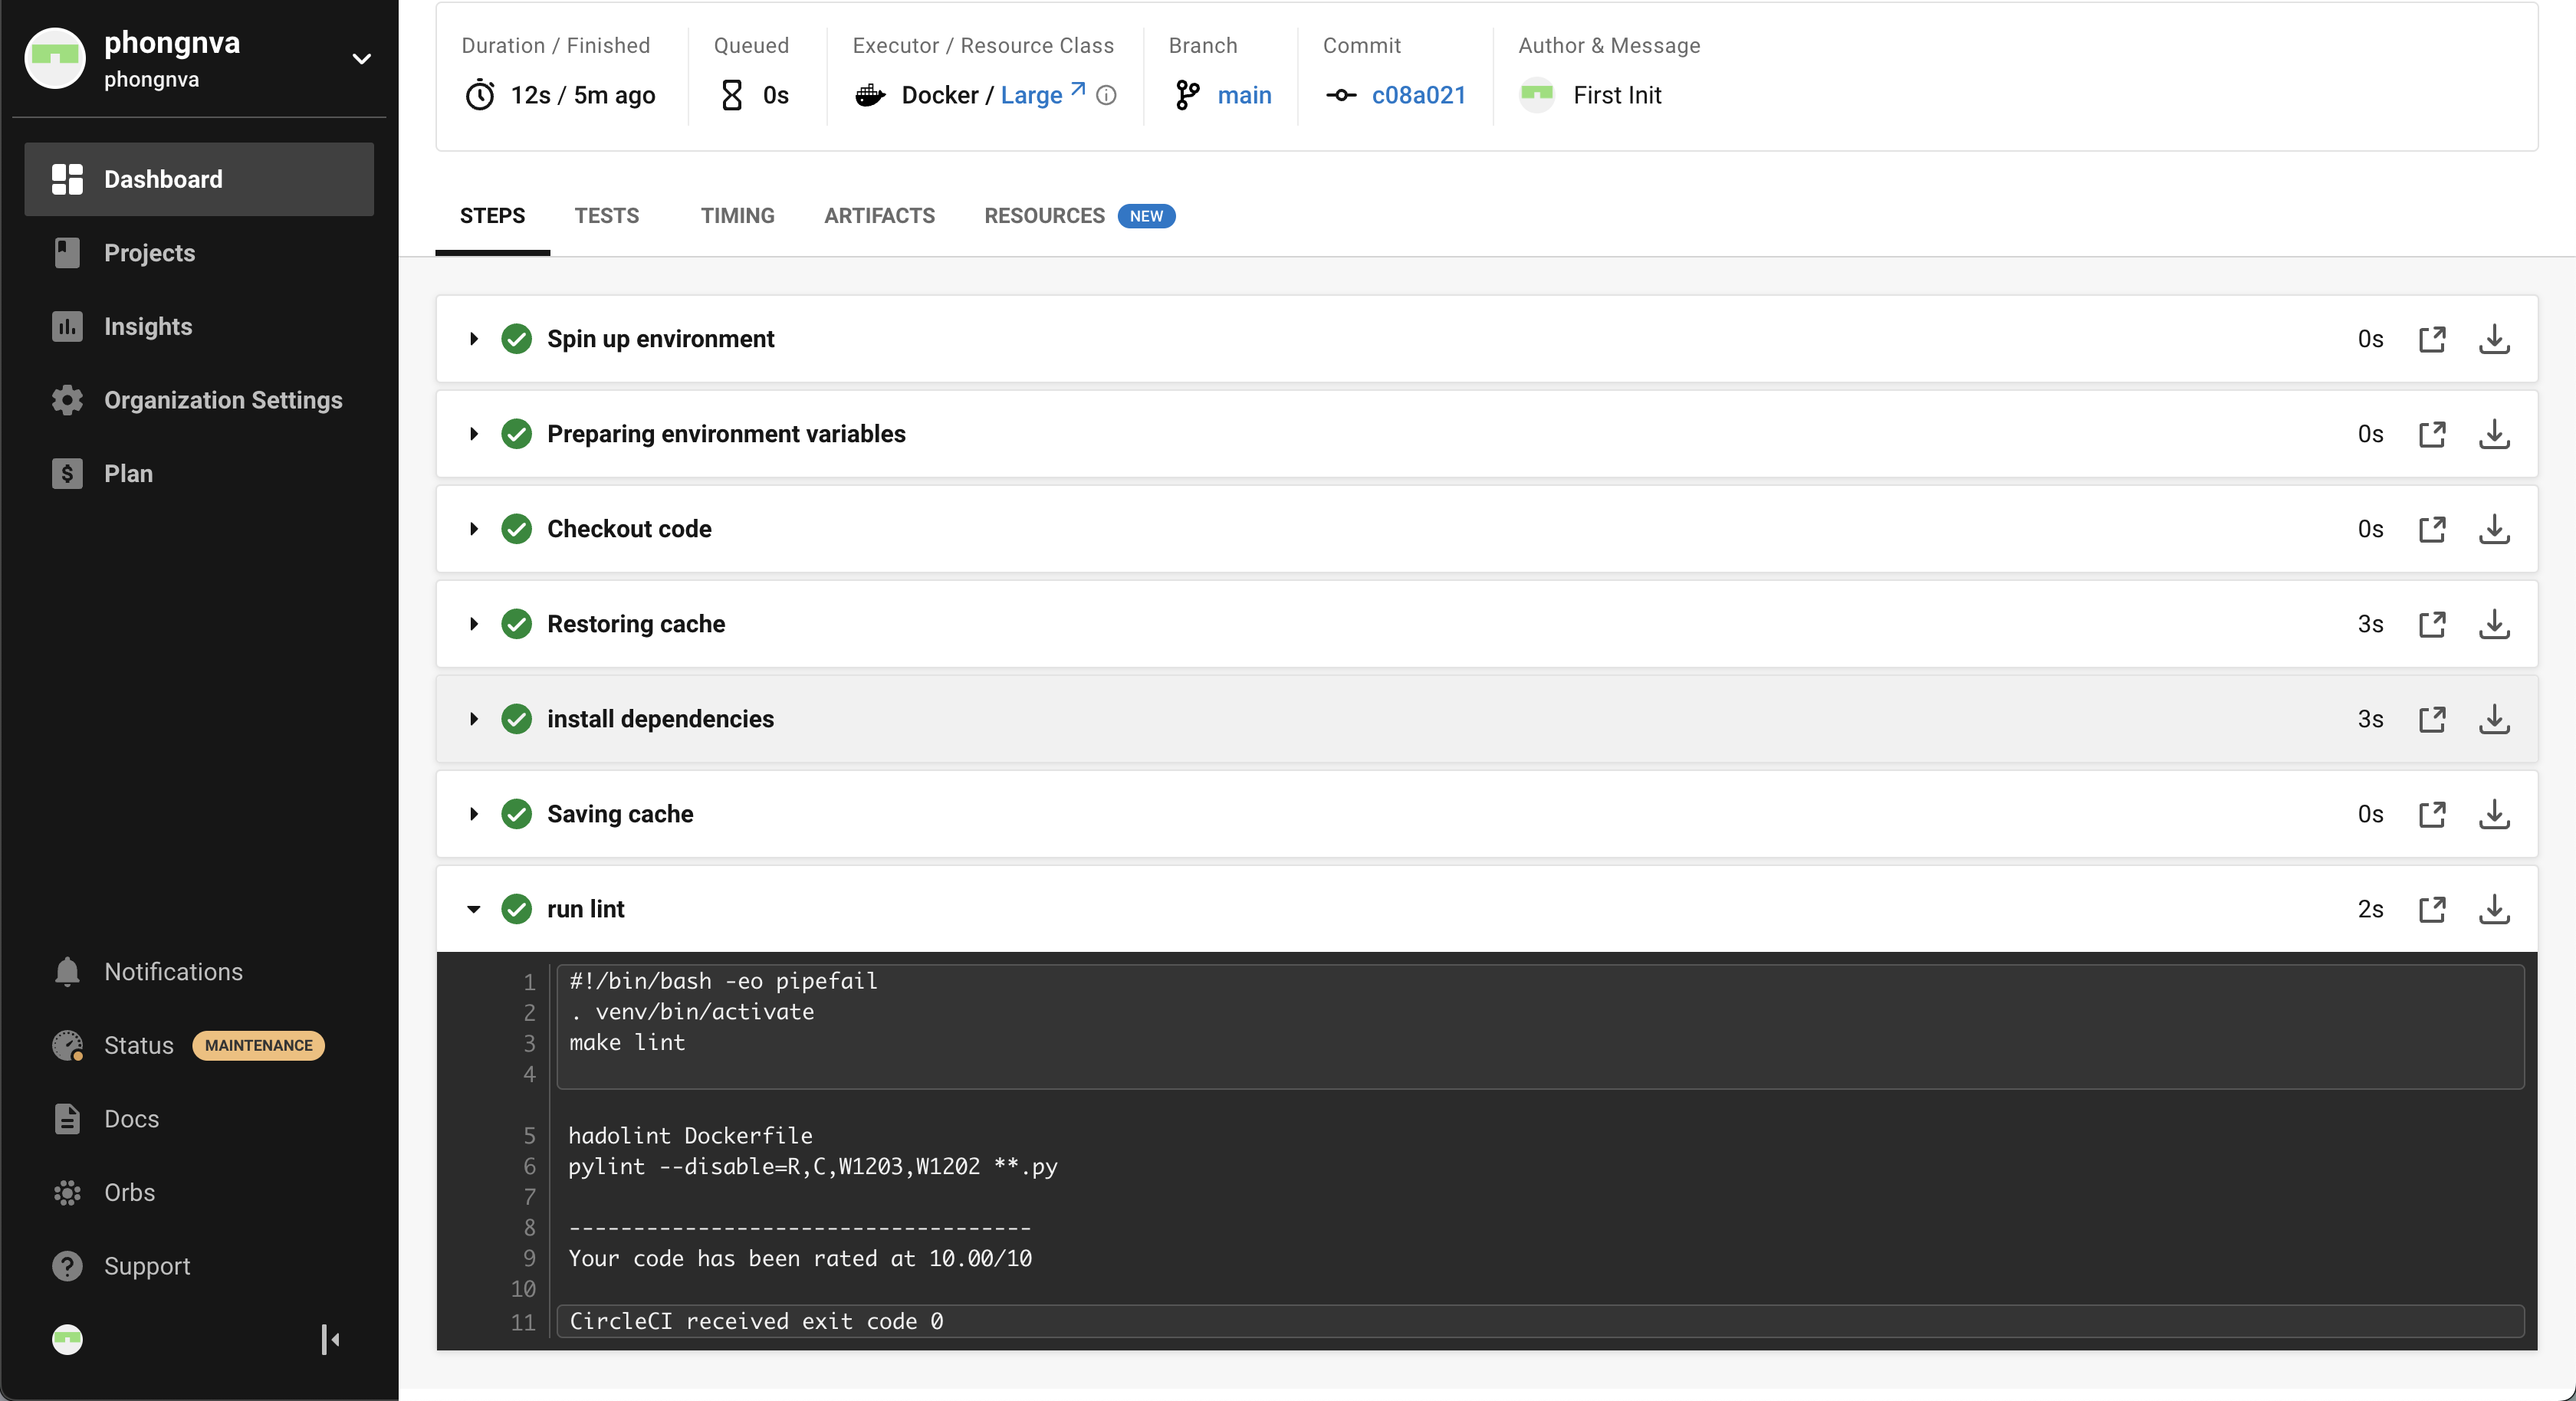 phongnva
phongnva
Dashboard
Projects
Insights
Organization Settings
Plan
Notifications
Status MAINTENANCE
Docs
Orbs
Support
Duration / Finished
12s / 5m ago
Queued
0s
Executor / Resource Class
Docker / Large
Branch
main
Commit
c08a021
Author & Message
First Init
STEPS TESTS TIMING ARTIFACTS RESOURCES NEW
Spin up environment 0s
Preparing environment variables 0s
Checkout code 0s
Restoring cache 3s
install dependencies 3s
Saving cache 0s
run lint 2s
1 #!/bin/bash -eo pipefail
2 . venv/bin/activate
3 make lint
4
5 hadolint Dockerfile
6 pylint --disable=R,C,W1203,W1202 **.py
7
8 ------------------------------------
9 Your code has been rated at 10.00/10
10
11 CircleCI received exit code 0